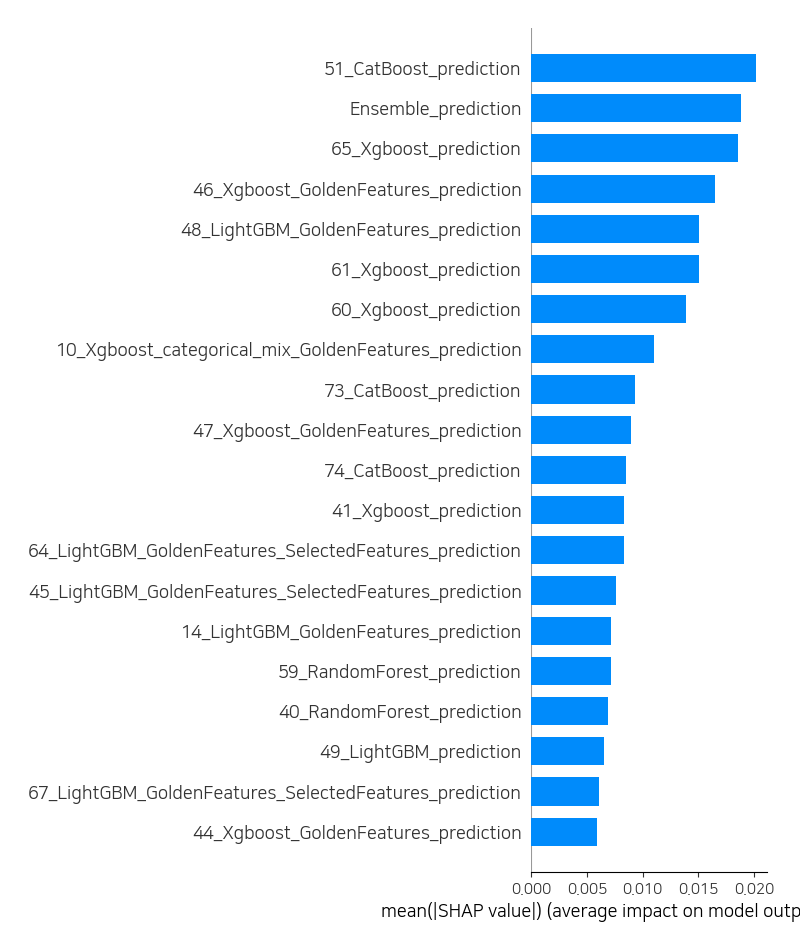 51_CatBoost_prediction
Ensemble_prediction
65_Xgboost_prediction
46_Xgboost_GoldenFeatures_prediction
48_LightGBM_GoldenFeatures_prediction
61_Xgboost_prediction
60_Xgboost_prediction
10_Xgboost_categorical_mix_GoldenFeatures_prediction
73_CatBoost_prediction
47_Xgboost_GoldenFeatures_prediction
74_CatBoost_prediction
41_Xgboost_prediction
64_LightGBM_GoldenFeatures_SelectedFeatures_prediction
45_LightGBM_GoldenFeatures_SelectedFeatures_prediction
14_LightGBM_GoldenFeatures_prediction
59_RandomForest_prediction
40_RandomForest_prediction
49_LightGBM_prediction
67_LightGBM_GoldenFeatures_SelectedFeatures_prediction
44_Xgboost_GoldenFeatures_prediction
0.000 0.005 0.010 0.015 0.020
mean(|SHAP value|) (average impact on model outp